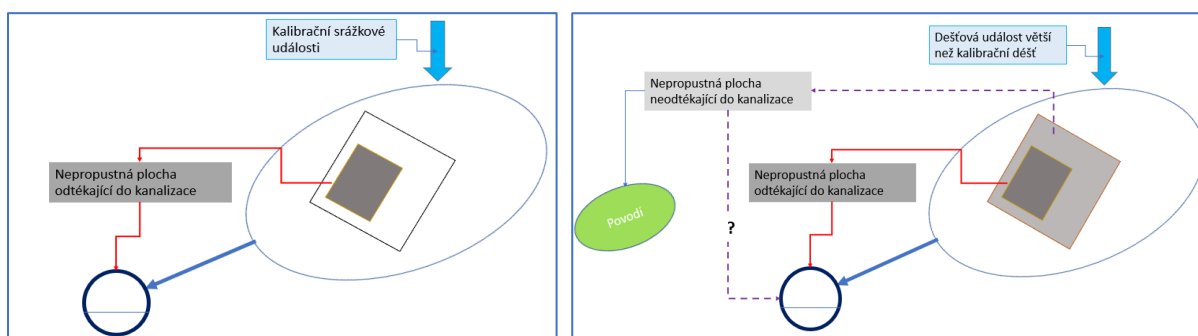 Kalibrační srážkové
události
Nepropustná plocha
odtékající do kanalizace
Dešťová událost větší
než kalibrační déšť
Nepropustná plocha
neodtékající do kanalizace
Nepropustná plocha
odtékající do kanalizace
Povodi
?